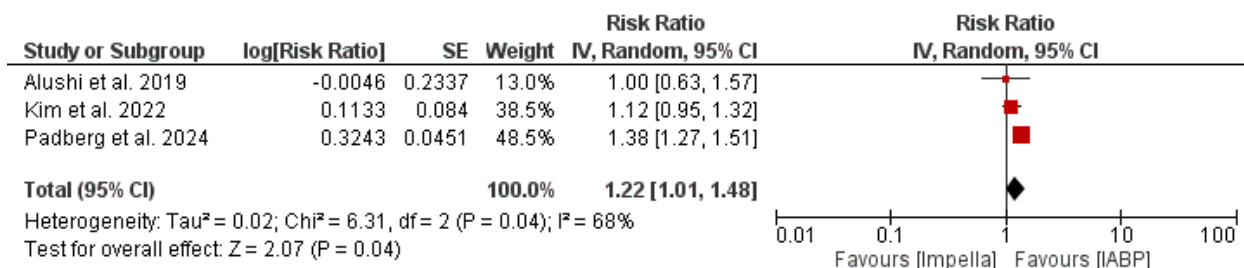 Risk Ratio Risk Ratio
Study or Subgroup log[Risk Ratio] SE Weight IV, Random, 95% CI IV, Random, 95% CI
Alushi et al. 2019 -0.0046 0.2337 13.0% 1.00 [0.63, 1.57]
Kim et al. 2022 0.1133 0.084 38.5% 1.12 [0.95, 1.32]
Padberg et al. 2024 0.3243 0.0451 48.5% 1.38 [1.27, 1.51]
Total (95% CI) 100.0% 1.22 [1.01, 1.48]
Heterogeneity: Tau² = 0.02; Chi² = 6.31, df = 2 (P = 0.04); I² = 68%
Test for overall effect: Z = 2.07 (P = 0.04)
0.01 0.1 1 10 100
Favours [Impella] Favours [IABP]